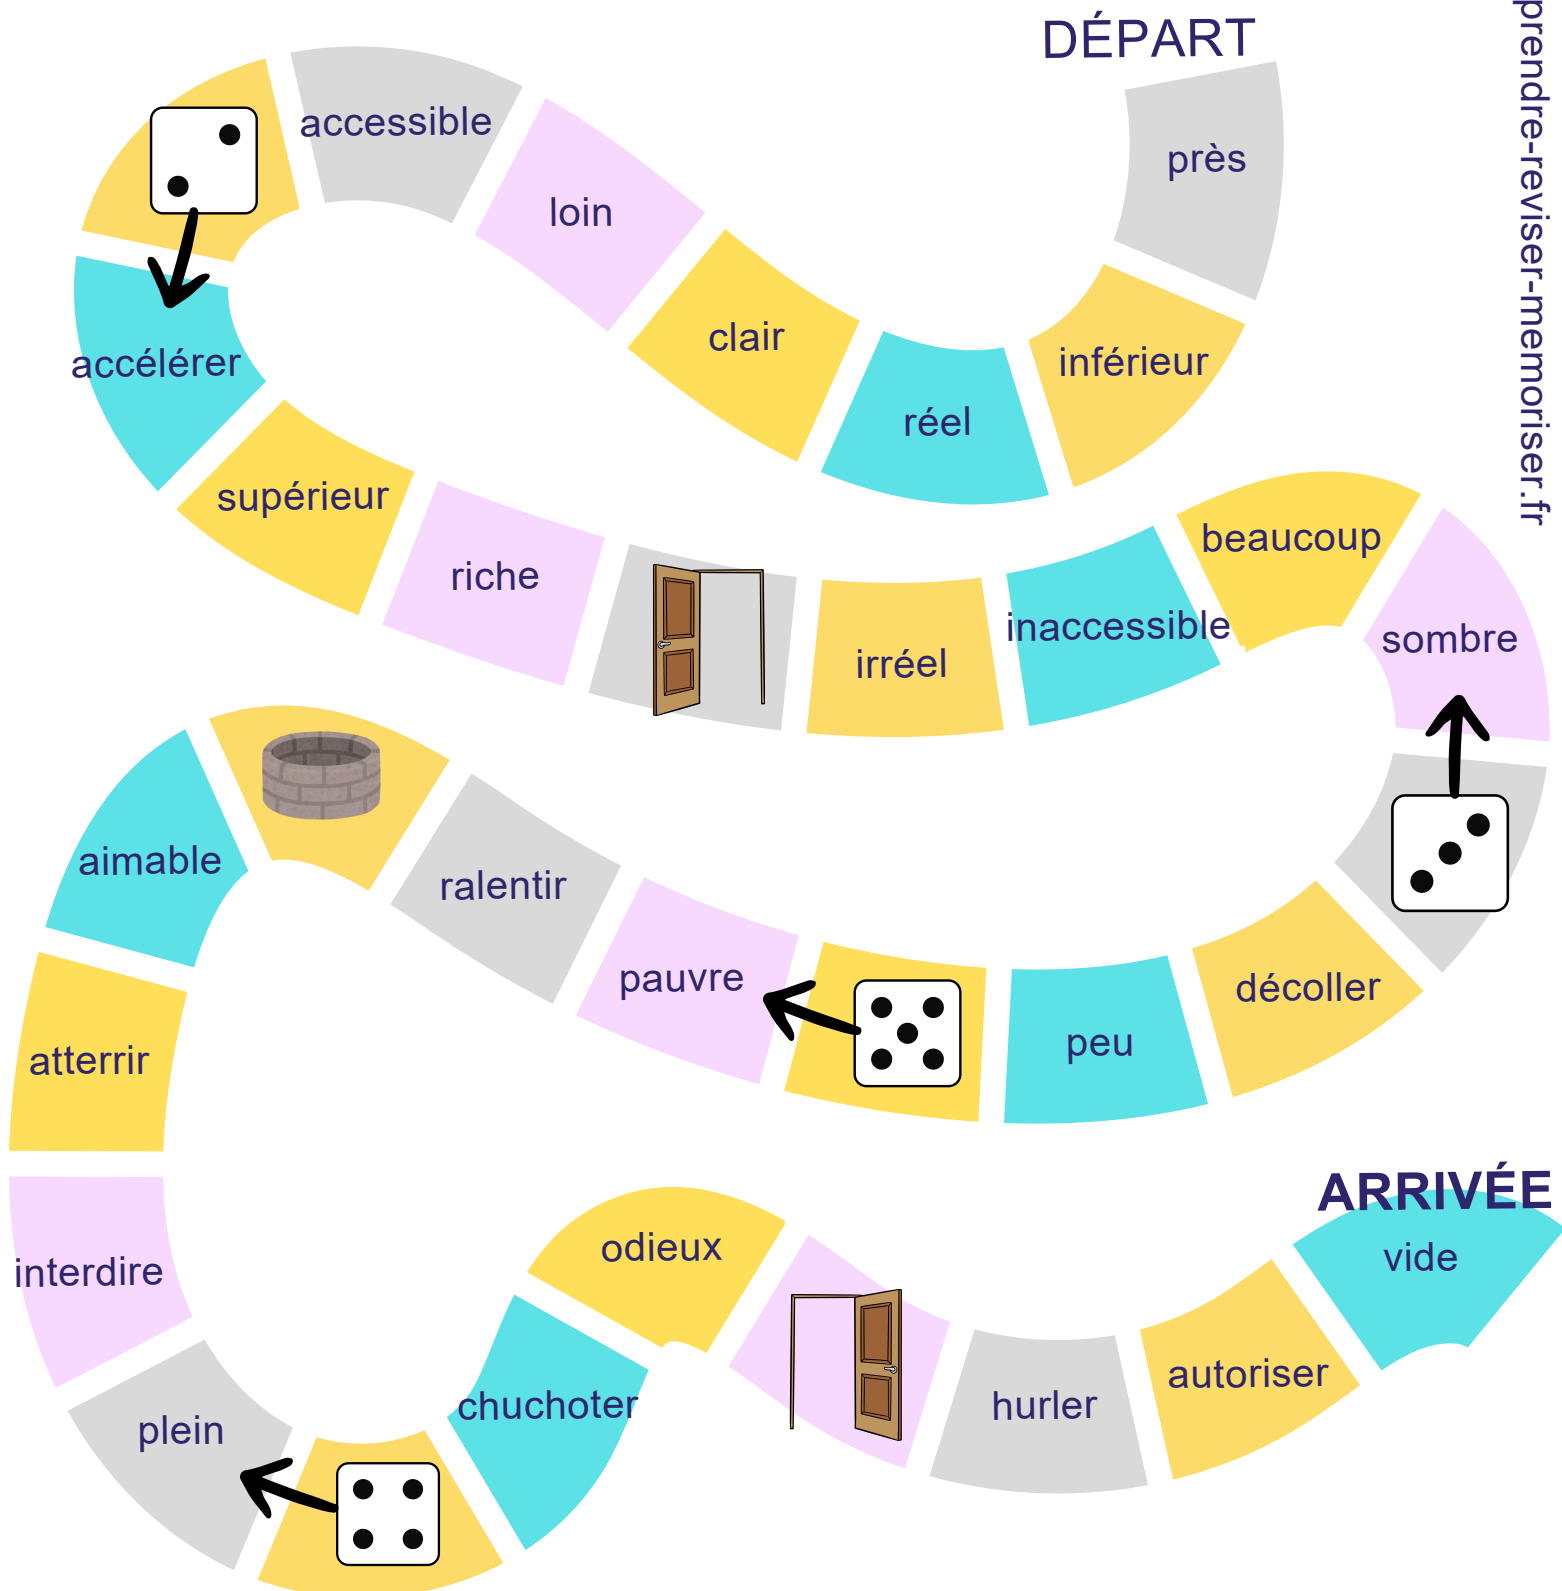 DÉPART
près
inférieur
réel
clair
loin
accessible
accélérer
supérieur
riche
irréel
inaccessible
beaucoup
sombre
décoller
peu
pauvre
ralentir
aimable
atterrir
interdire
plein
chuchoter
odieux
hurler
autoriser
vide
ARRIVÉE
prendre-reviser-memoriser.fr